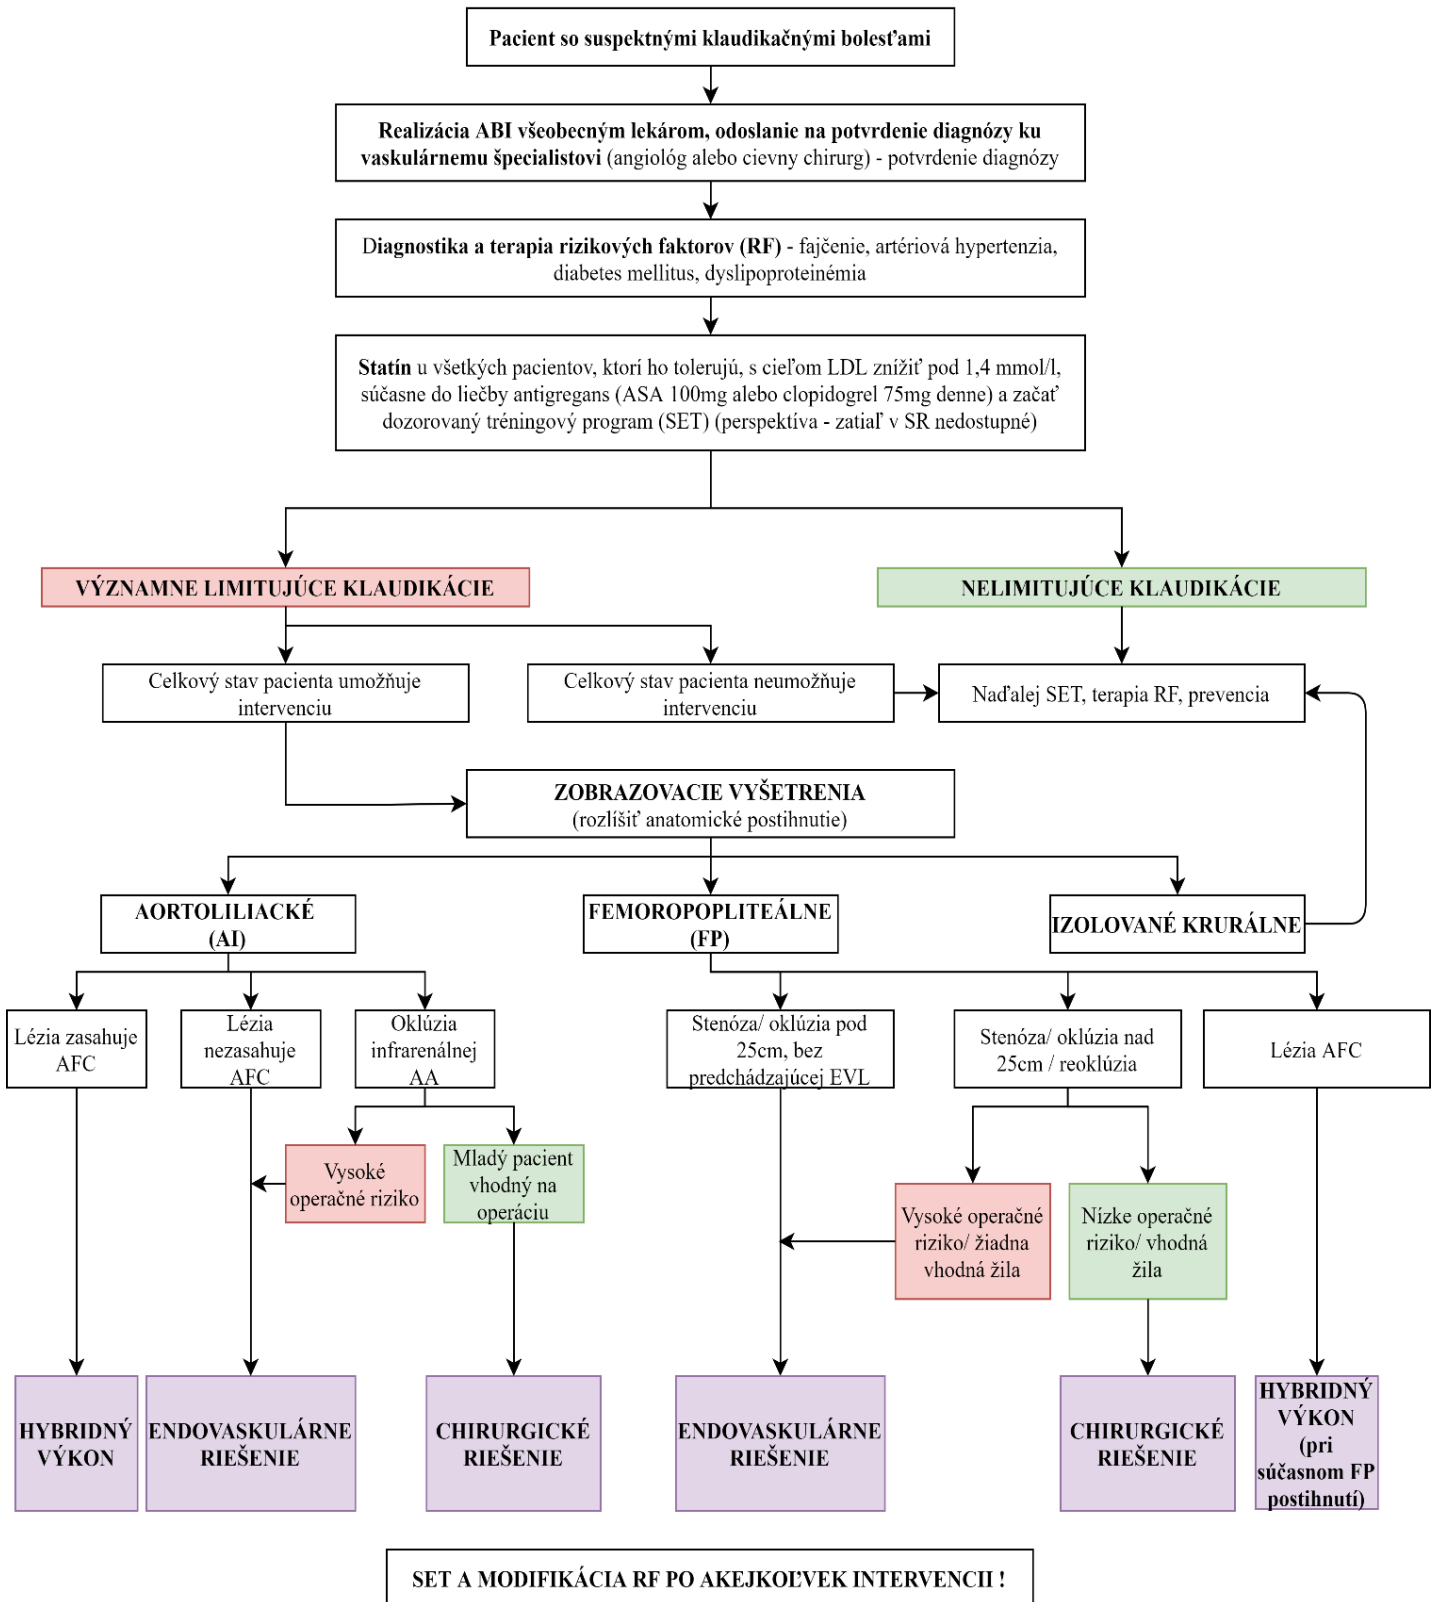 Pacient so suspektnými klaudikačnými bolesťami
Realizácia ABI všeobecným lekárom, odoslanie na potvrdenie diagnózy ku
vaskulárnemu špecialistovi (angiológ alebo cievny chirurg) - potvrdenie diagnózy
Diagnostika a terapia rizikových faktorov (RF) - fajčenie, artériová hypertenzia,
diabetes mellitus, dyslipoproteinémia
Statín u všetkých pacientov, ktorí ho tolerujú, s cieľom LDL znížiť pod 1,4 mmol/l,
súčasne do liečby antigregans (ASA 100mg alebo clopidogrel 75mg denne) a začať
dozorovaný tréningový program (SET) (perspektíva - zatiaľ v SR nedostupné)
VÝZNAMNE LIMITUJÚCE KLAUDIKÁCIE
NELIMITUJÚCE KLAUDIKÁCIE
Celkový stav pacienta umožňuje
intervenciu
Celkový stav pacienta neumožňuje
intervenciu
Naďalej SET, terapia RF, prevencia
ZOBRAZOVACIE VYŠETRENIA
(rozlíšiť anatomické postihnutie)
AORTOLILIACKÉ
(AI)
FEMOROPOPLITEÁLNE
(FP)
IZOLOVANÉ KRURÁLNE
Lézia zasahuje
AFC
Lézia
nezasahuje
AFC
Oklúzia
infrarenálnej
AA
Stenóza/ oklúzia pod
25cm, bez
predchádzajúcej EVL
Stenóza/ oklúzia nad
25cm / reoklúzia
Lézia AFC
Vysoké
operačné riziko
Mladý pacient
vhodný na
operáciu
Vysoké operačné
riziko/ žiadna
vhodná žila
Nízke operačné
riziko/ vhodná
žila
HYBRIDNÝ
VÝKON
ENDOVASKULÁRNE
RIEŠENIE
CHIRURGICKÉ
RIEŠENIE
ENDOVASKULÁRNE
RIEŠENIE
CHIRURGICKÉ
RIEŠENIE
HYBRIDNÝ
VÝKON
(pri
súčasnom FP
postihnutí)
SET A MODIFIKÁCIA RF PO AKEJKOĽVEK INTERVENCII !